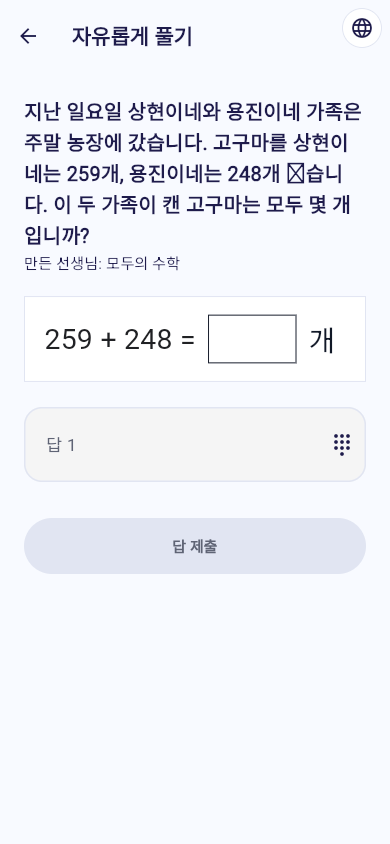 자유롭게 풀기
지난 일요일 상현이네와 용진이네 가족은
주말 농장에 갔습니다. 고구마를 상현이
네는 259개, 용진이네는 248개 습니
다. 이 두 가족이 캔 고구마는 모두 몇 개
입니까?
만든 선생님: 모두의 수학
259 + 248 = 개
답 1
답 제출